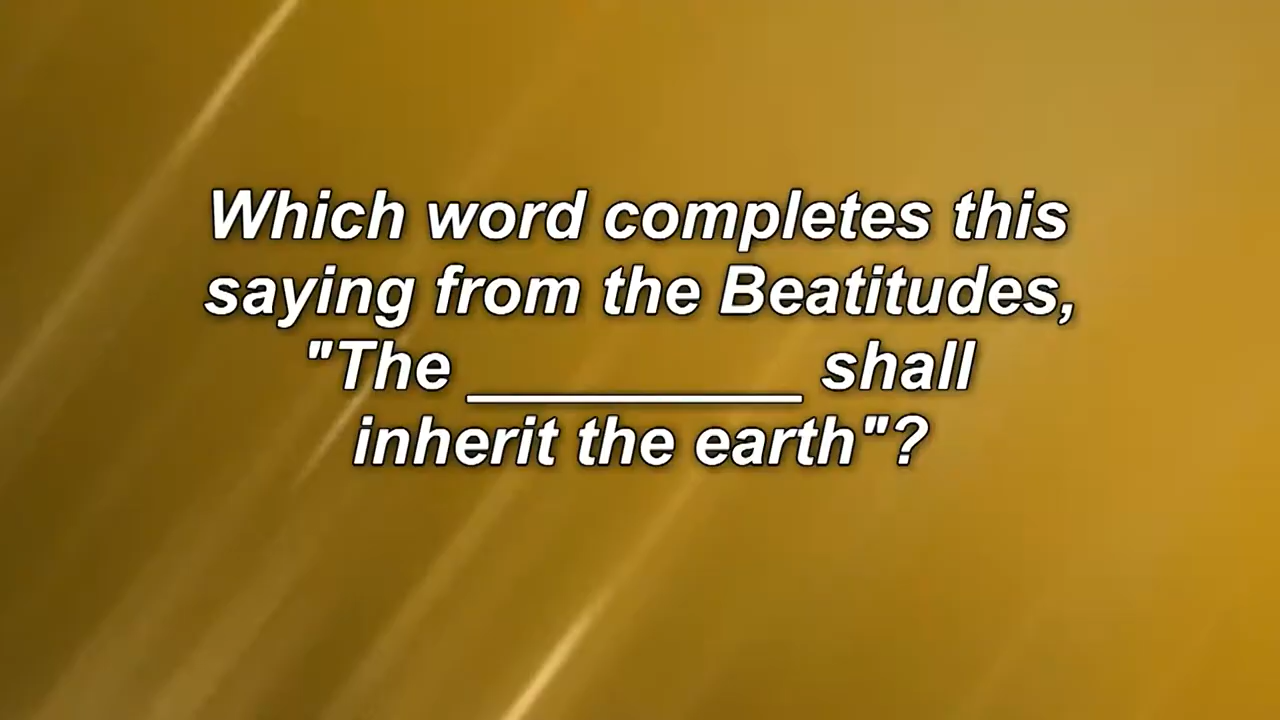 Which word completes this
saying from the Beatitudes,
"The __________ shall
inherit the earth"?